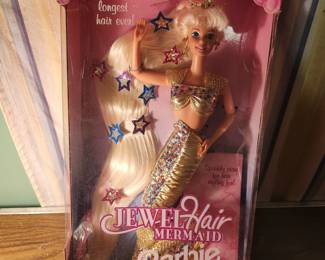 longest
hair ever!
JEWEL Hair
MERMAID
Barbie